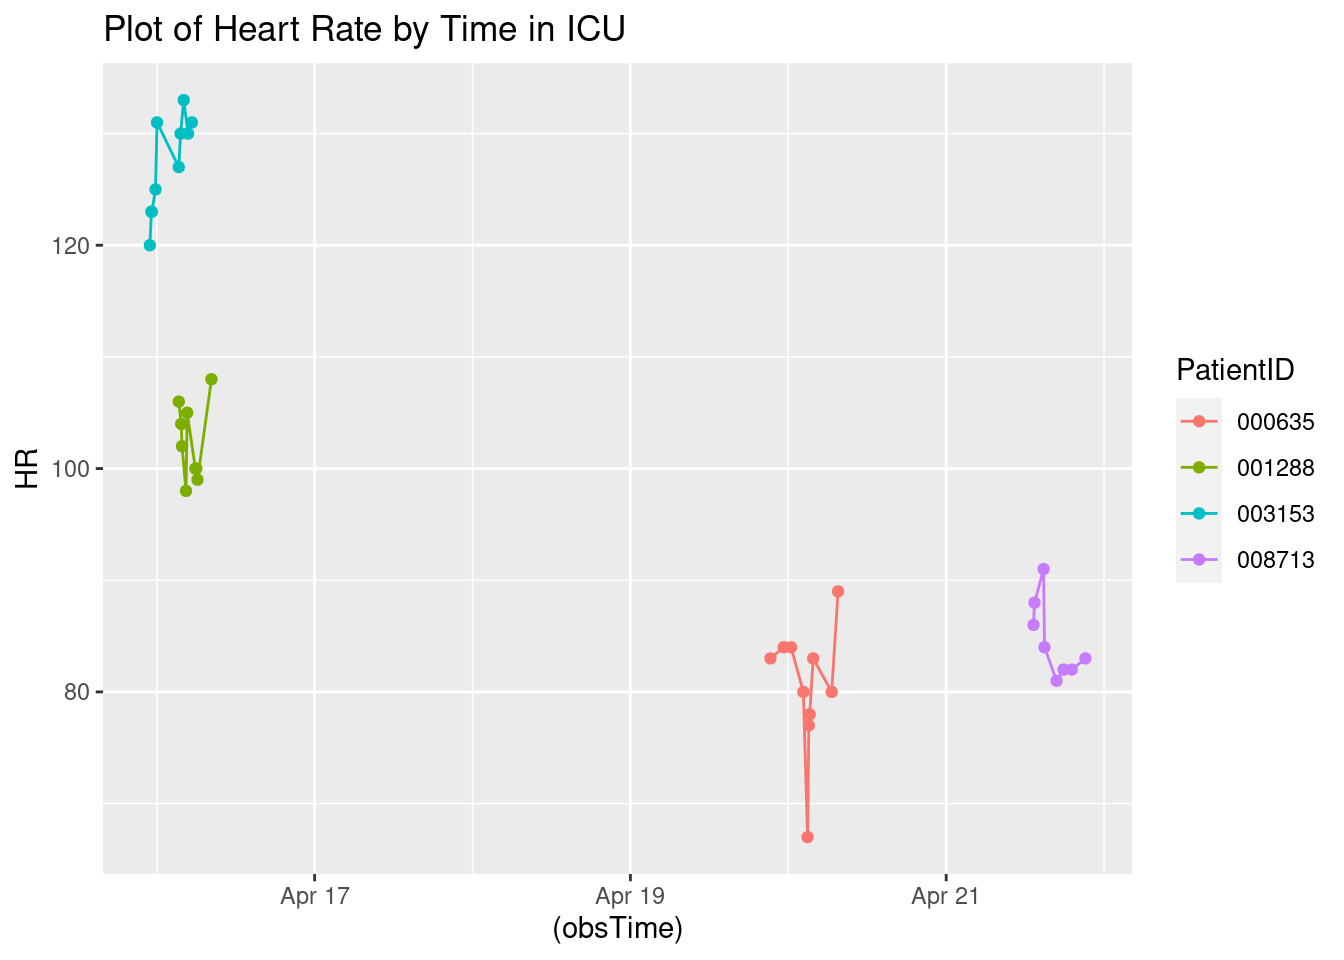 Plot of Heart Rate by Time in ICU
120
100
80
HR
Apr 17
Apr 19
Apr 21
(obsTime)
PatientID
000635
001288
003153
008713